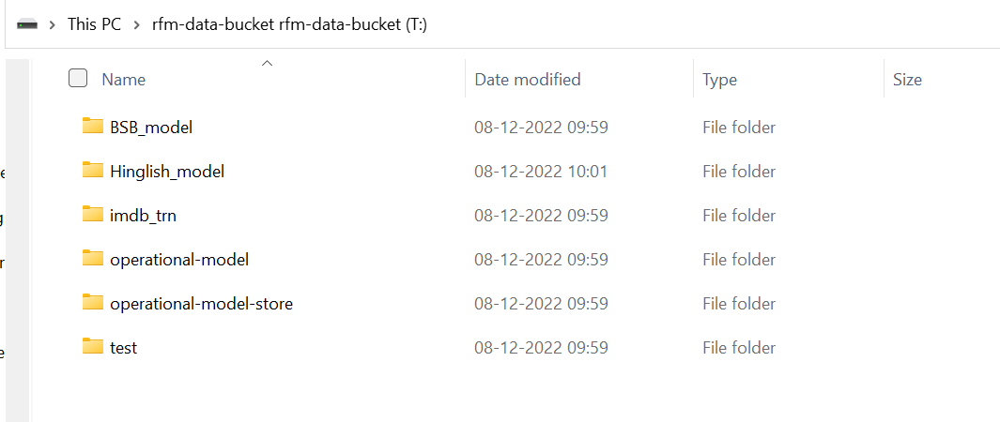 This PC > rfm-data-bucket rfm-data-bucket (T:)
Name Date modified Type Size
BSB_model 08-12-2022 09:59 File folder
Hinglish_model 08-12-2022 10:01 File folder
imdb_trn 08-12-2022 09:59 File folder
operational-model 08-12-2022 09:59 File folder
operational-model-store 08-12-2022 09:59 File folder
test 08-12-2022 09:59 File folder